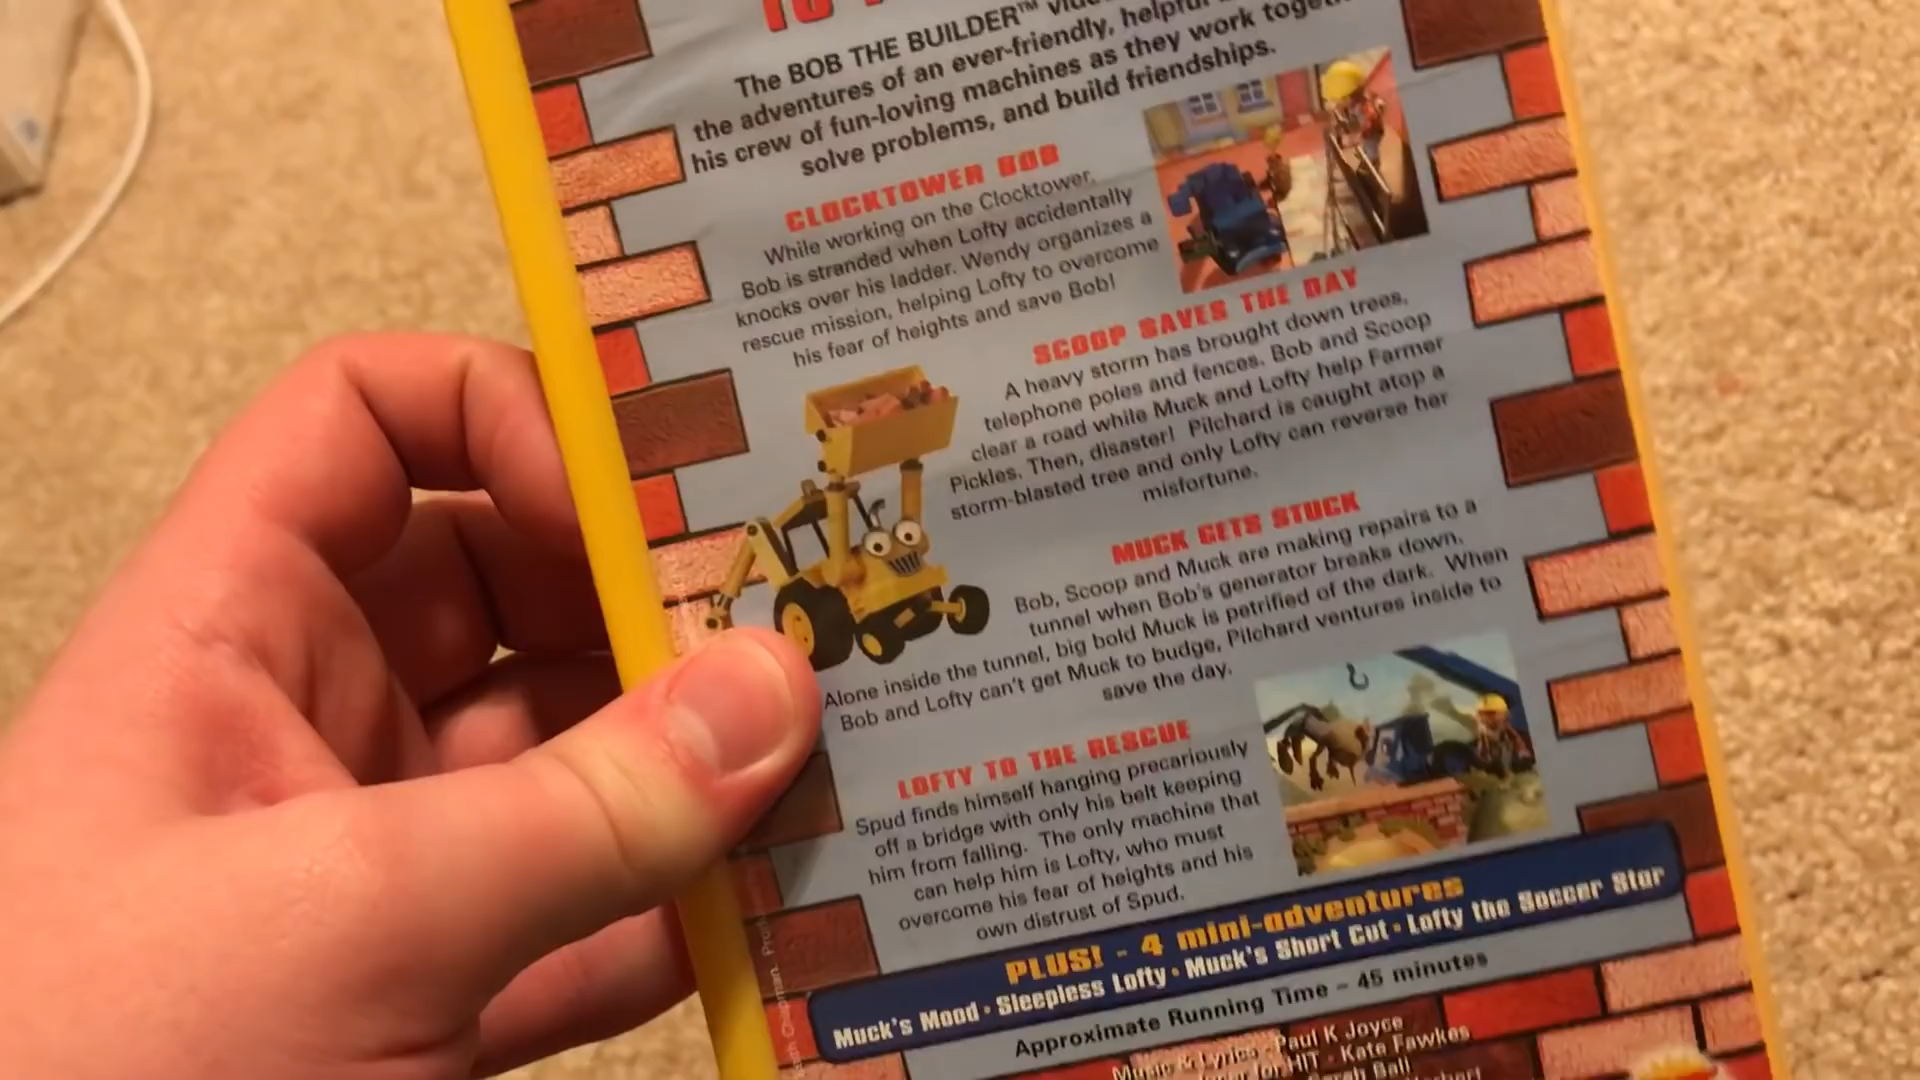 TO
The BOB THE BUILDER™
the adventures of an ever-friendly, helpful
his crew of fun-loving machines as they work
solve problems, and build friendships.
CLOCKTOWER BOB
While working on the Clocktower,
Bob is stranded when Lofty accidentally
knocks over his ladder. Wendy organizes a
rescue mission, helping Lofty to overcome
his fear of heights and save Bob!
SCOOP SAVES THE DAY
A heavy storm has brought down trees,
telephone poles and fences. Bob and Scoop
clear a road while Muck and Lofty help Farmer
Pickles. Then, disaster! Pilchard is caught atop a
storm-blasted tree and only Lofty can reverse her
misfortune.
MUCK GETS STUCK
Bob, Scoop and Muck are making repairs to a
tunnel when Bob's generator breaks down.
Alone inside the tunnel, big bold Muck is petrified of the dark. When
Bob and Lofty can't get Muck to budge, Pilchard ventures inside to
save the day.
LOFTY TO THE RESCUE
Spud finds himself hanging precariously
off a bridge with only his belt keeping
him from falling. The only machine that
can help him is Lofty, who must
overcome his fear of heights and his
own distrust of Spud.
PLUS! - 4 mini-adventures
Muck's Mood • Sleepless Lofty • Muck's Short Cut • Lofty the Soccer Star
Approximate Running Time - 45 minutes
Music & Lyrics - Paul K Joyce
for HIT - Kate Fawkes
Sarah Ball